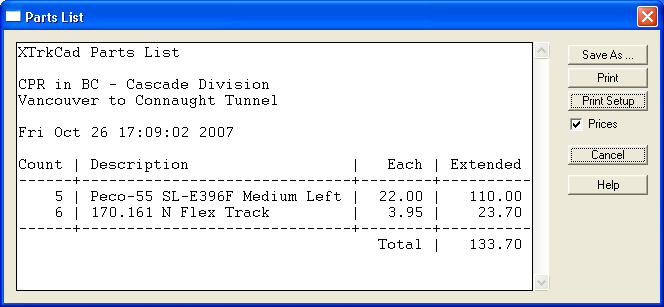 Parts List
XTrkCad Parts List
CPR in BC - Cascade Division
Vancouver to Connaught Tunnel
Fri Oct 26 17:09:02 2007
Count | Description                    |   Each | Extended
------+--------------------------------+--------+---------
    5 | Peco-55 SL-E396F Medium Left |  22.00 |   110.00
    6 | 170.161 N Flex Track         |   3.95 |    23.70
------+--------------------------------+--------+---------
                                         Total |   133.70
Save As ...
Print
Print Setup
Prices
Cancel
Help